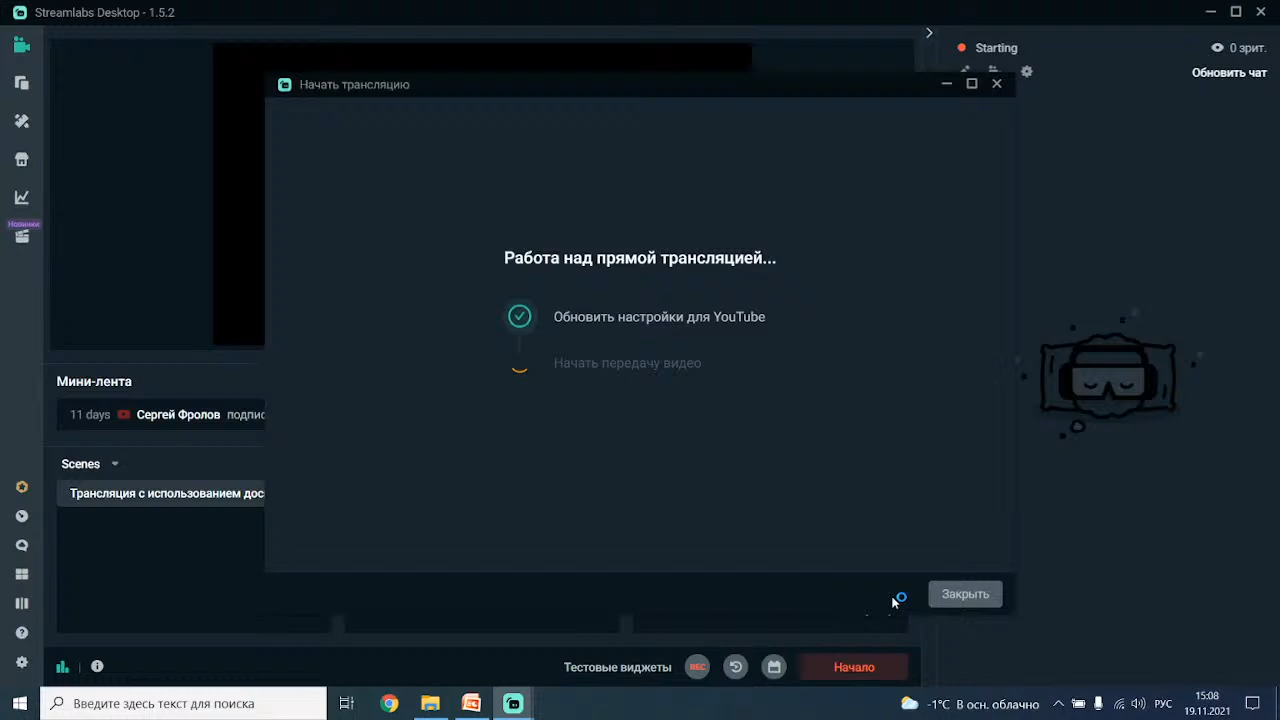 Streamlabs Desktop - 1.5.2
Starting
0 зрит.
Обновить чат
Начать трансляцию
Новинки
Работа над прямой трансляцией...
Обновить настройки для YouTube
Начать передачу видео
Мини-лента
11 days Сергей Фролов подпис
Scenes
Трансляция с использованием дос
Закрыть
Тестовые виджеты
REC
Начало
Введите здесь текст для поиска
-1°C В осн. облачно
РУС
15:08
19.11.2021